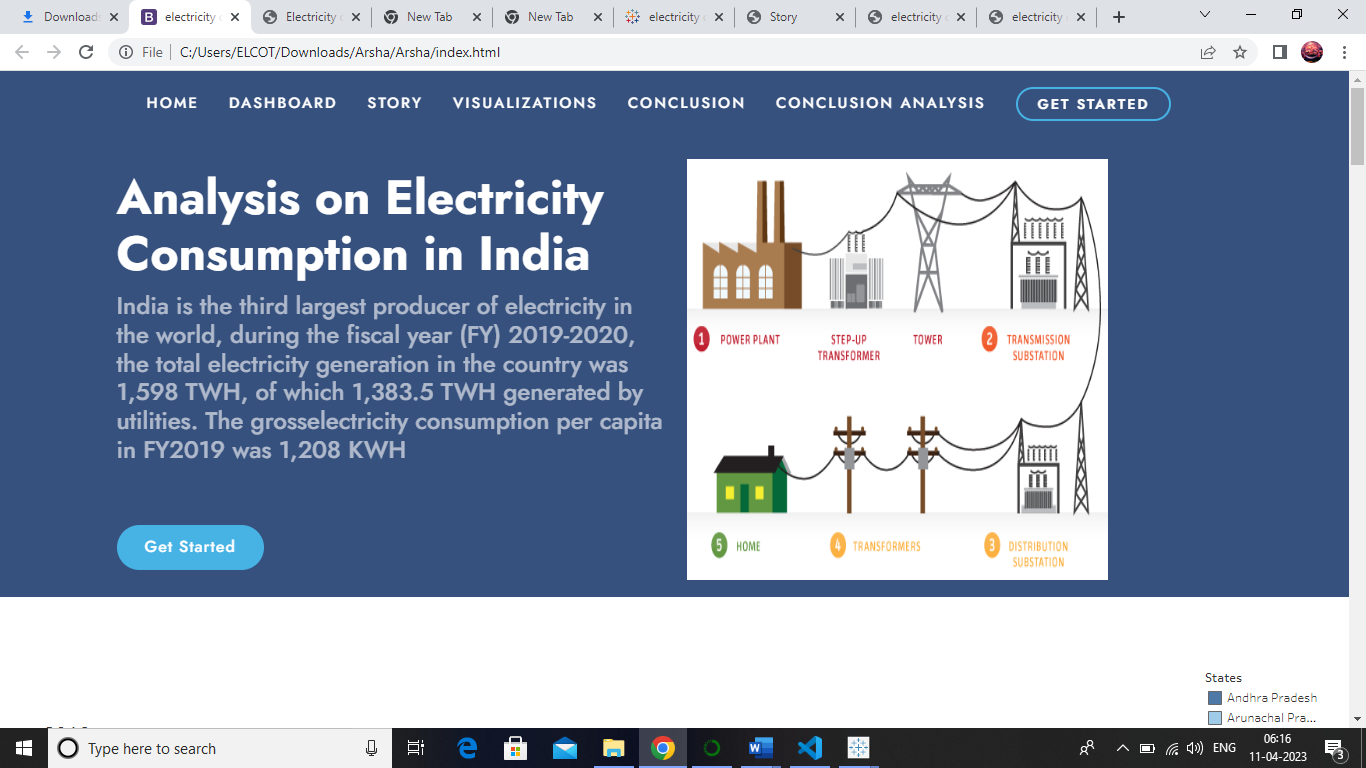 Downloads
electricity c
Electricity c
New Tab
New Tab
electricity c
Story
electricity c
electricity c
File
C:/Users/ELCOT/Downloads/Arsha/Arsha/index.html
HOME DASHBOARD STORY VISUALIZATIONS CONCLUSION CONCLUSION ANALYSIS GET STARTED
Analysis on Electricity
Consumption in India
India is the third largest producer of electricity in
the world, during the fiscal year (FY) 2019-2020,
the total electricity generation in the country was
1,598 TWH, of which 1,383.5 TWH generated by
utilities. The grosselectricity consumption per capita
in FY2019 was 1,208 KWH
Get Started
1 POWER PLANT
STEP-UP
TRANSFORMER
TOWER
2 TRANSMISSION
SUBSTATION
5 HOME
4 TRANSFORMERS
3 DISTRIBUTION
SUBSTATION
States
Andhra Pradesh
Arunachal Pra...
Type here to search
ENG
06:16
11-04-2023
3